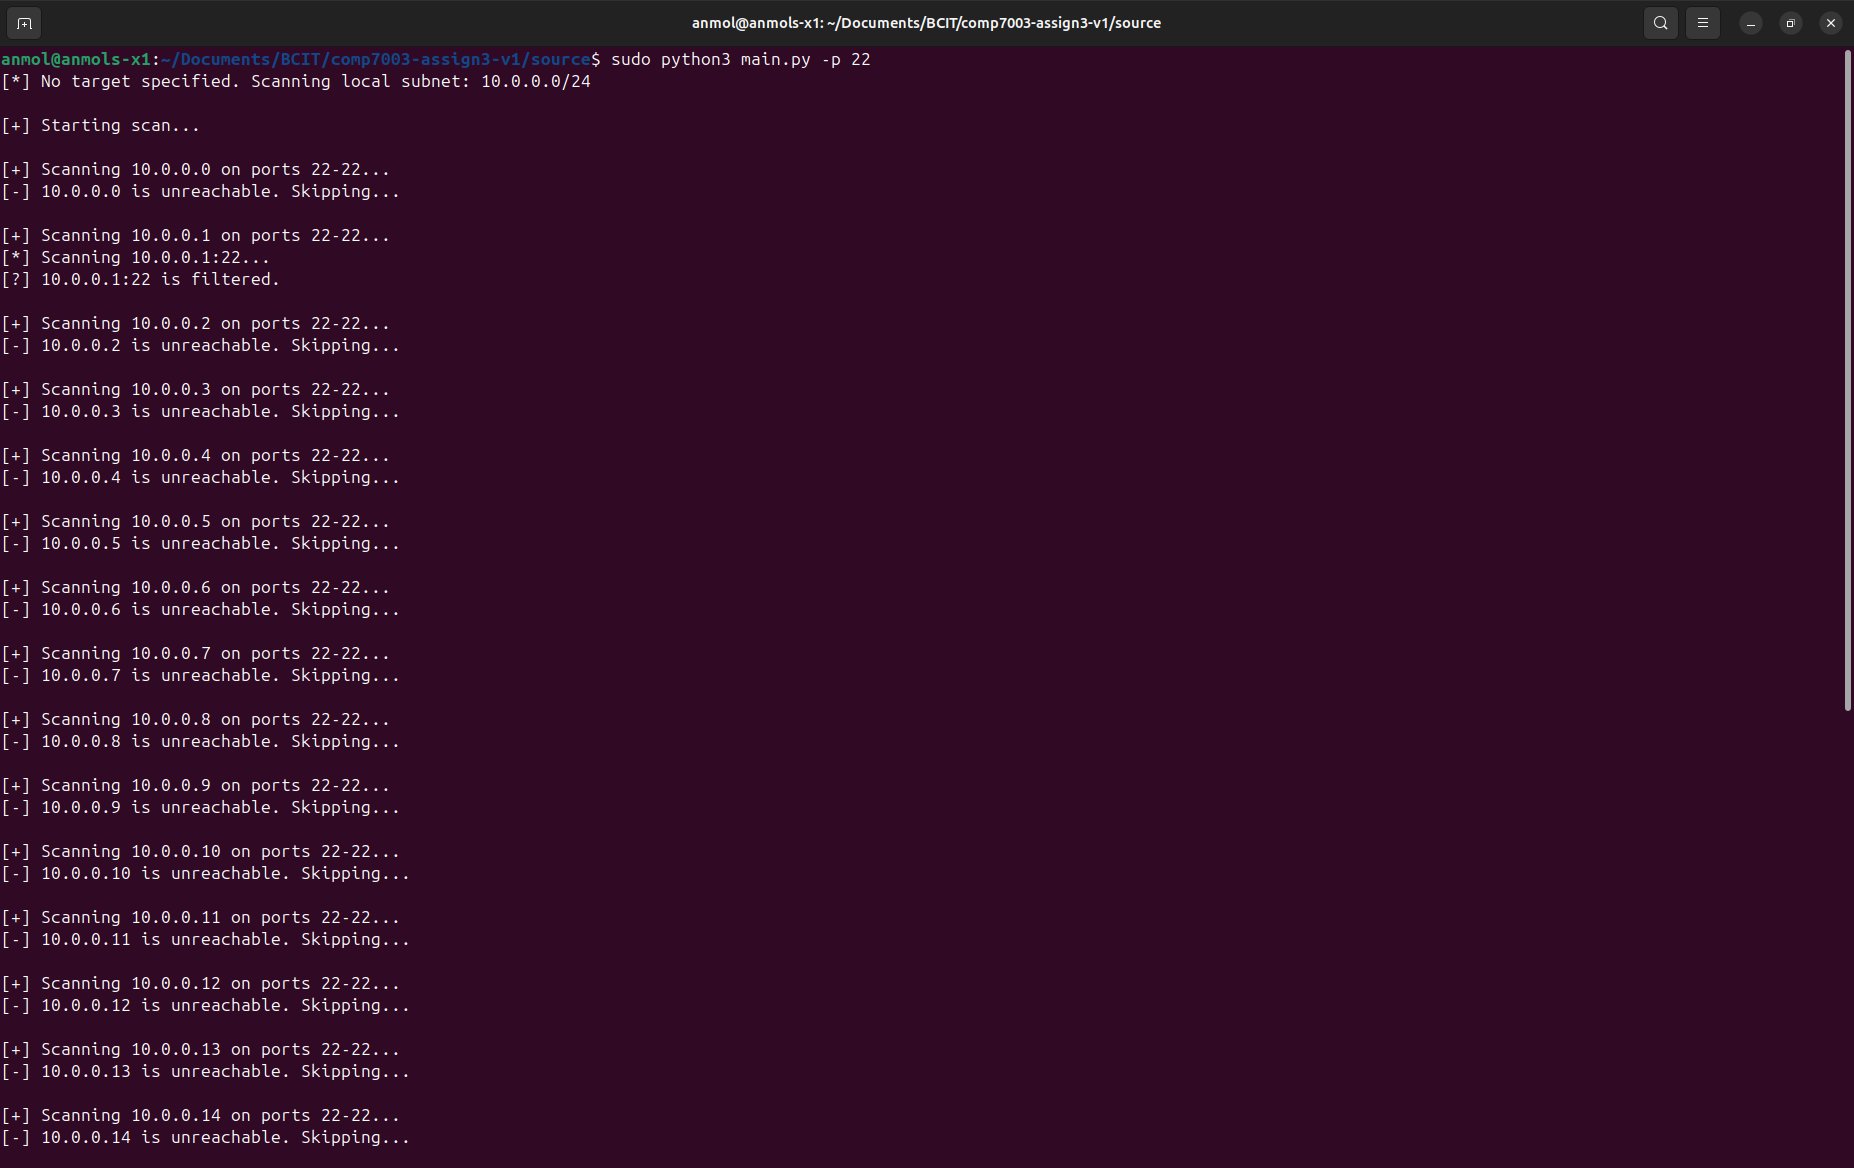 anmol@anmols-x1: ~/Documents/BCIT/comp7003-assign3-v1/source
anmol@anmols-x1:~/Documents/BCIT/comp7003-assign3-v1/source$ sudo python3 main.py -p 22
[*] No target specified. Scanning local subnet: 10.0.0.0/24
[+] Starting scan...
[+] Scanning 10.0.0.0 on ports 22-22...
[-] 10.0.0.0 is unreachable. Skipping...
[+] Scanning 10.0.0.1 on ports 22-22...
[*] Scanning 10.0.0.1:22...
[?] 10.0.0.1:22 is filtered.
[+] Scanning 10.0.0.2 on ports 22-22...
[-] 10.0.0.2 is unreachable. Skipping...
[+] Scanning 10.0.0.3 on ports 22-22...
[-] 10.0.0.3 is unreachable. Skipping...
[+] Scanning 10.0.0.4 on ports 22-22...
[-] 10.0.0.4 is unreachable. Skipping...
[+] Scanning 10.0.0.5 on ports 22-22...
[-] 10.0.0.5 is unreachable. Skipping...
[+] Scanning 10.0.0.6 on ports 22-22...
[-] 10.0.0.6 is unreachable. Skipping...
[+] Scanning 10.0.0.7 on ports 22-22...
[-] 10.0.0.7 is unreachable. Skipping...
[+] Scanning 10.0.0.8 on ports 22-22...
[-] 10.0.0.8 is unreachable. Skipping...
[+] Scanning 10.0.0.9 on ports 22-22...
[-] 10.0.0.9 is unreachable. Skipping...
[+] Scanning 10.0.0.10 on ports 22-22...
[-] 10.0.0.10 is unreachable. Skipping...
[+] Scanning 10.0.0.11 on ports 22-22...
[-] 10.0.0.11 is unreachable. Skipping...
[+] Scanning 10.0.0.12 on ports 22-22...
[-] 10.0.0.12 is unreachable. Skipping...
[+] Scanning 10.0.0.13 on ports 22-22...
[-] 10.0.0.13 is unreachable. Skipping...
[+] Scanning 10.0.0.14 on ports 22-22...
[-] 10.0.0.14 is unreachable. Skipping...